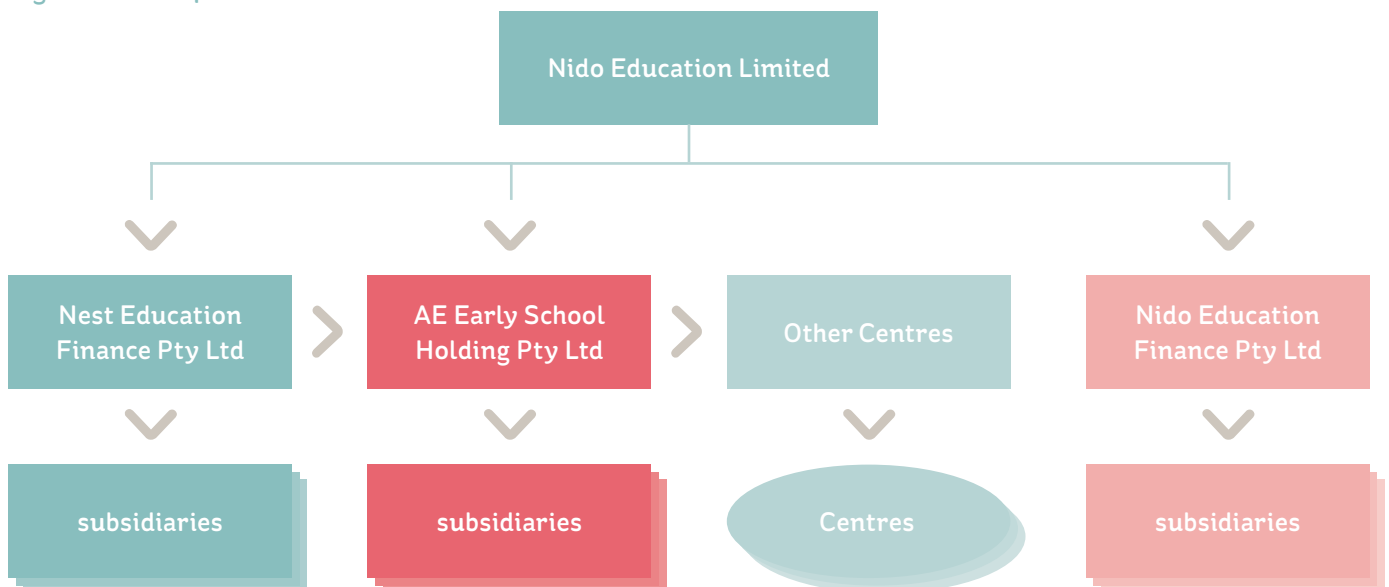 Nido Education Limited
Nest Education
Finance Pty Ltd
AE Early School
Holding Pty Ltd
Other Centres
Nido Education
Finance Pty Ltd
subsidiaries
subsidiaries
Centres
subsidiaries